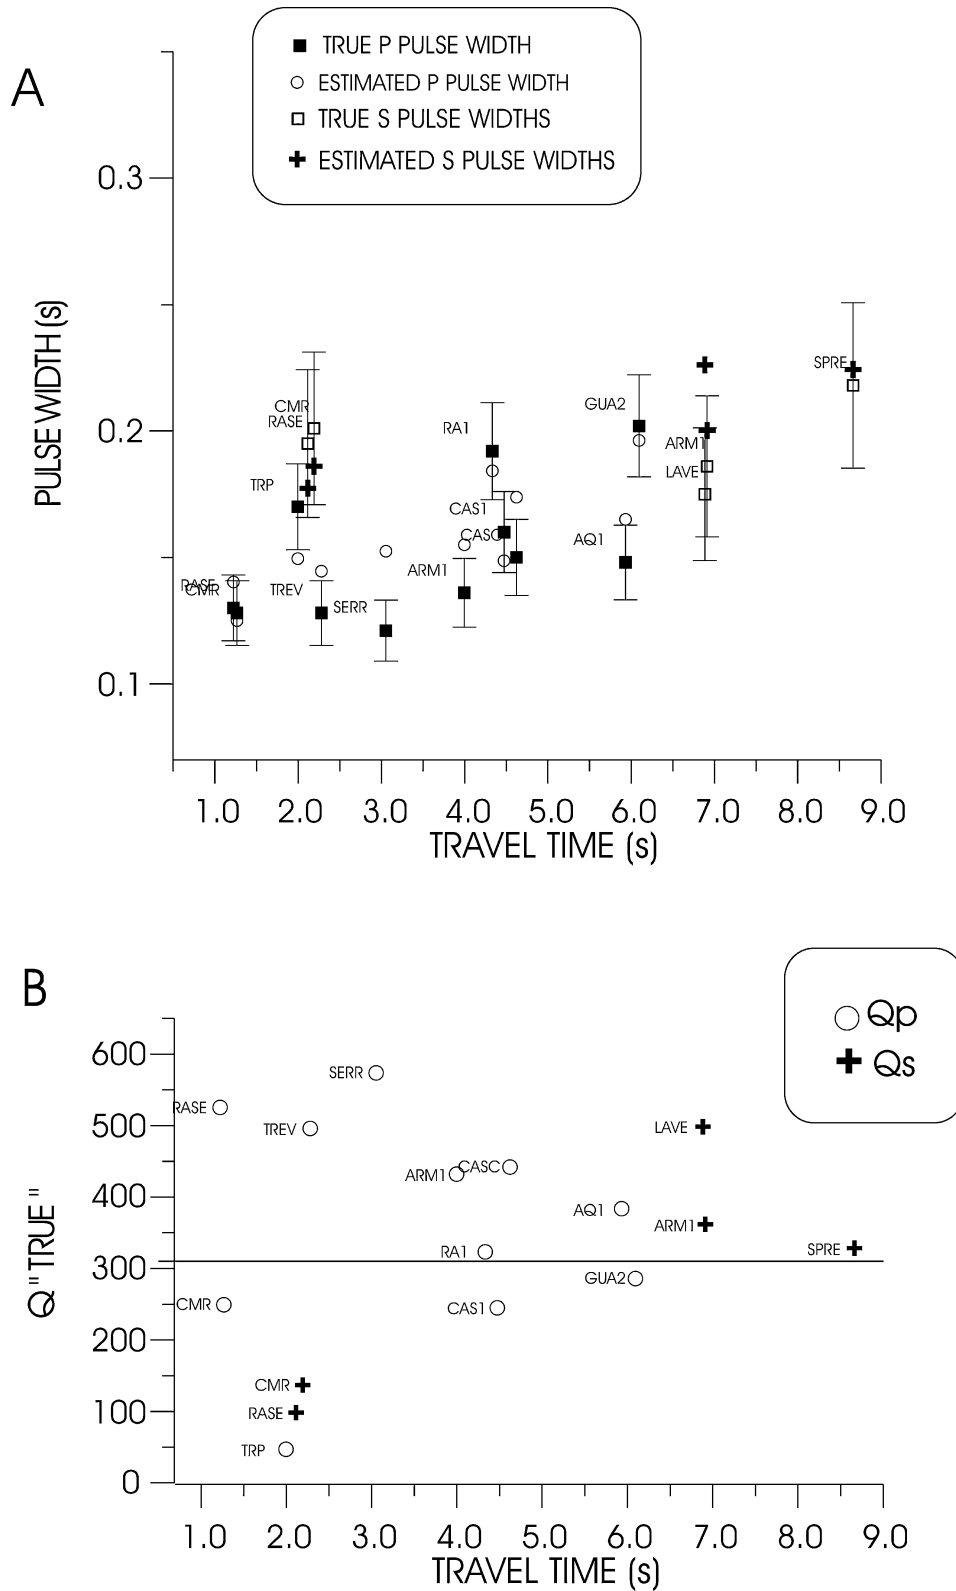 A
TRUE P PULSE WIDTH
ESTIMATED P PULSE WIDTH
TRUE S PULSE WIDTHS
ESTIMATED S PULSE WIDTHS
0.3
0.2
0.1
PULSE WIDTH (s)
SPRE
CMR
RASE
GUA2
RA1
ARM1
LAVE
TRP
CAS1
CASC
AQ1
ARM1
RASE
CMR
TREV
SERR
1.0 2.0 3.0 4.0 5.0 6.0 7.0 8.0 9.0
TRAVEL TIME (s)
B
Qp
Qs
600
500
400
300
200
100
0
Q "TRUE"
SERR
RASE
TREV
LAVE
ARM1
CASC
AQ1
ARM1
RA1
SPRE
GUA2
CMR
CAS1
CMR
RASE
TRP
1.0 2.0 3.0 4.0 5.0 6.0 7.0 8.0 9.0
TRAVEL TIME (s)